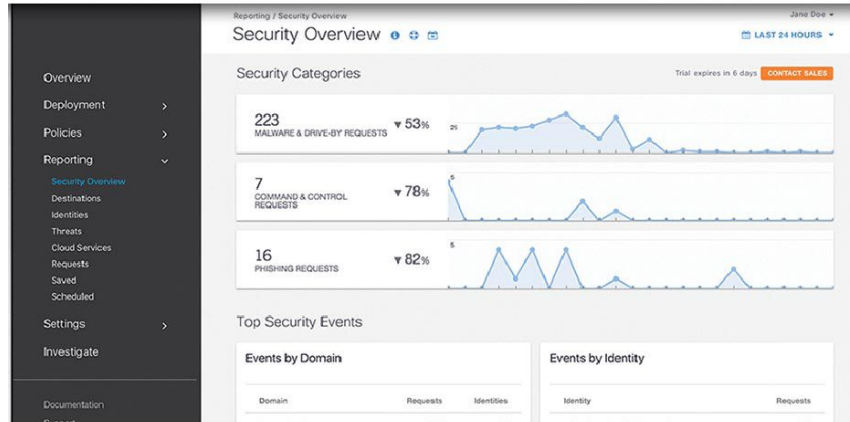 Reporting / Security Overview
Jane Doe
Security Overview
LAST 24 HOURS
Overview
Deployment
Policies
Reporting
Security Overview
Destinations
Identities
Threats
Cloud Services
Requests
Saved
Scheduled
Settings
Investigate
Documentation
Security Categories
Trial expires in 6 days CONTACT SALES
223
MALWARE & DRIVE-BY REQUESTS
53%
25
7
COMMAND & CONTROL
REQUESTS
78%
5
16
PHISHING REQUESTS
82%
5
Top Security Events
Events by Domain
Domain Requests Identities
Events by Identity
Identity Requests